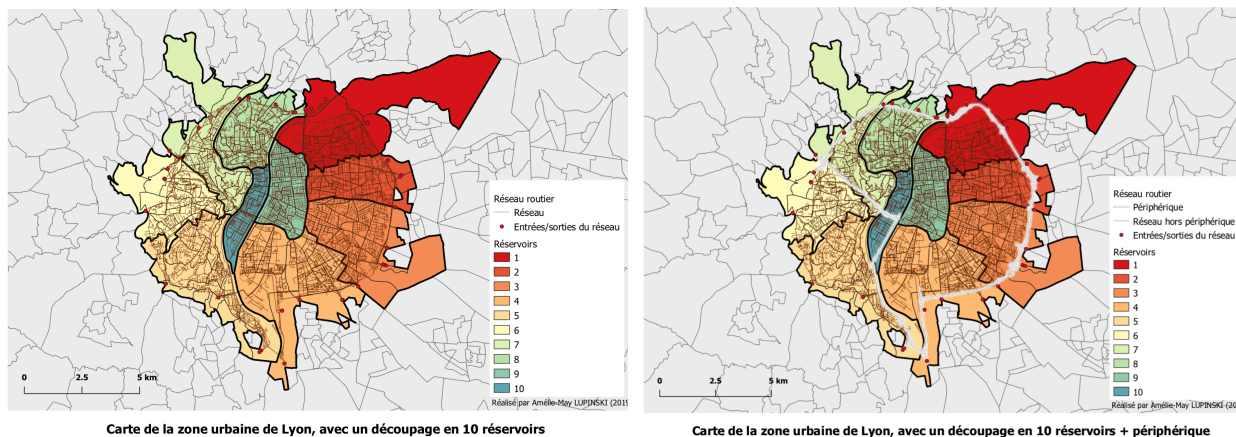 Réseau routier
Réseau
Entrées/sorties du réseau
Réservoirs
1
2
3
4
5
6
7
8
9
10
0 2.5 5 km
Réalisé par Amélie-May LUPINSKI (2019
Carte de la zone urbaine de Lyon, avec un découpage en 10 réservoirs
Réseau routier
Périphérique
Réseau hors périphérique
Entrées/sorties du réseau
Réservoirs
1
2
3
4
5
6
7
8
9
10
0 2.5 5 km
Réalisé par Amélie-May LUPINSKI (20
Carte de la zone urbaine de Lyon, avec un découpage en 10 réservoirs + périphérique